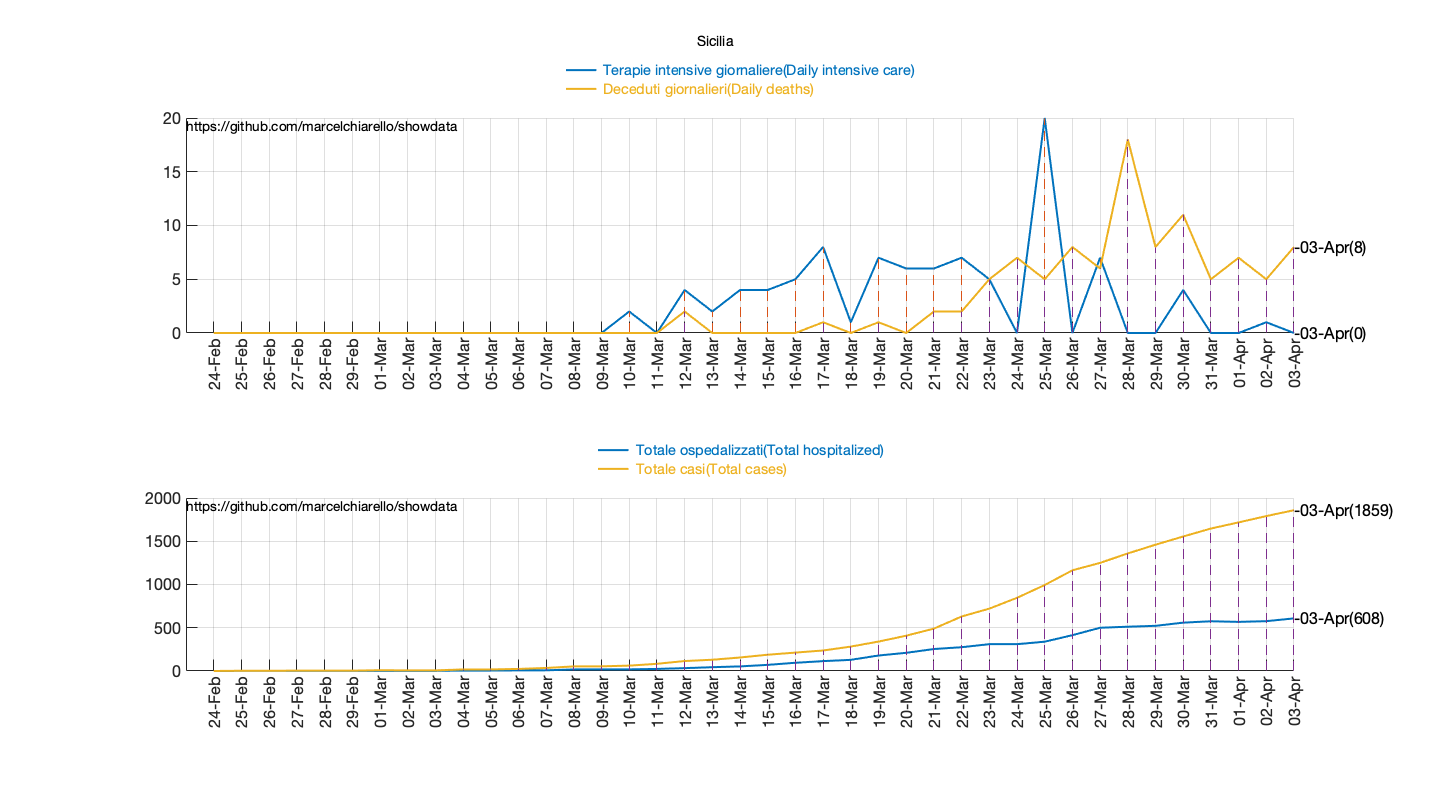 Sicilia
Terapie intensive giornaliere(Daily intensive care)
Deceduti giornalieri(Daily deaths)
https://github.com/marcelchiarello/showdata
20
15
10
5
0
-03-Apr(8)
-03-Apr(0)
24-Feb
25-Feb
26-Feb
27-Feb
28-Feb
29-Feb
01-Mar
02-Mar
03-Mar
04-Mar
05-Mar
06-Mar
07-Mar
08-Mar
09-Mar
10-Mar
11-Mar
12-Mar
13-Mar
14-Mar
15-Mar
16-Mar
17-Mar
18-Mar
19-Mar
20-Mar
21-Mar
22-Mar
23-Mar
24-Mar
25-Mar
26-Mar
27-Mar
28-Mar
29-Mar
30-Mar
31-Mar
01-Apr
02-Apr
03-Apr
Totale ospedalizzati(Total hospitalized)
Totale casi(Total cases)
https://github.com/marcelchiarello/showdata
2000
1500
1000
500
0
-03-Apr(1859)
-03-Apr(608)
24-Feb
25-Feb
26-Feb
27-Feb
28-Feb
29-Feb
01-Mar
02-Mar
03-Mar
04-Mar
05-Mar
06-Mar
07-Mar
08-Mar
09-Mar
10-Mar
11-Mar
12-Mar
13-Mar
14-Mar
15-Mar
16-Mar
17-Mar
18-Mar
19-Mar
20-Mar
21-Mar
22-Mar
23-Mar
24-Mar
25-Mar
26-Mar
27-Mar
28-Mar
29-Mar
30-Mar
31-Mar
01-Apr
02-Apr
03-Apr